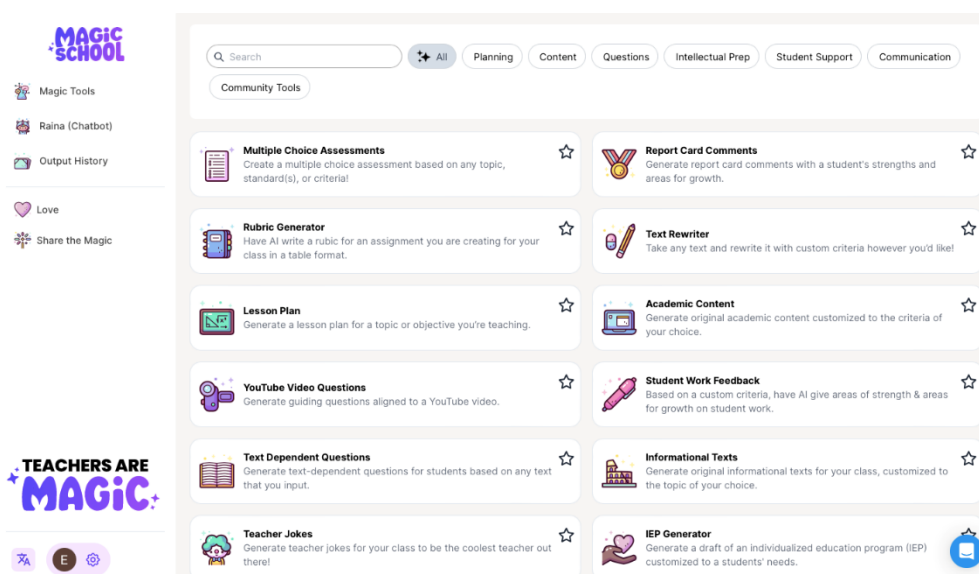 MAGIC
SCHOOL
Magic Tools
Raina (Chatbot)
Output History
Love
Share the Magic
TEACHERS ARE
MAGIC
E
Search
All
Planning
Content
Questions
Intellectual Prep
Student Support
Communication
Community Tools
Multiple Choice Assessments
Create a multiple choice assessment based on any topic,
standard(s), or criteria!
Report Card Comments
Generate report card comments with a student's strengths and
areas for growth.
Rubric Generator
Have AI write a rubic for an assignment you are creating for your
class in a table format.
Text Rewriter
Take any text and rewrite it with custom criteria however you'd like!
Lesson Plan
Generate a lesson plan for a topic or objective you're teaching.
Academic Content
Generate original academic content customized to the criteria of
your choice.
YouTube Video Questions
Generate guiding questions aligned to a YouTube video.
Student Work Feedback
Based on a custom criteria, have AI give areas of strength & areas
for growth on student work.
Text Dependent Questions
Generate text-dependent questions for students based on any text
that you input.
Informational Texts
Generate original informational texts for your class, customized to
the topic of your choice.
Teacher Jokes
Generate teacher jokes for your class to be the coolest teacher out
there!
IEP Generator
Generate a draft of an individualized education program (IEP)
customized to a students' needs.